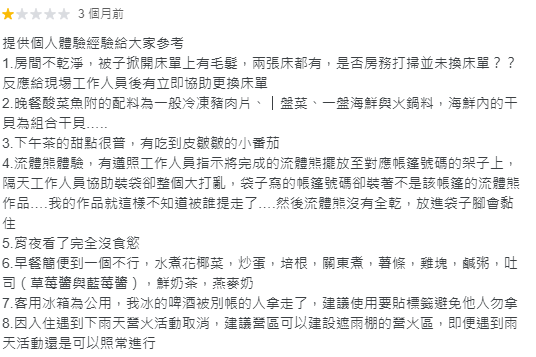 3 個月前
提供個人體驗經驗給大家參考
1.房間不乾淨，被子掀開床單上有毛髮，兩張床都有，是否房務打掃並未換床單？？
反應給現場工作人員後有立即協助更換床單
2.晚餐酸菜魚附的配料為一般冷凍豬肉片、｜盤菜、一盤海鮮與火鍋料，海鮮內的干
貝為組合干貝.....
3.下午茶的甜點很普，有吃到皮皺皺的小番茄
4.流體熊體驗，有遵照工作人員指示將完成的流體熊擺放至對應帳篷號碼的架子上，
隔天工作人員協助裝袋卻整個大打亂，袋子寫的帳篷號碼卻裝著不是該帳篷的流體熊
作品....我的作品就這樣不知道被誰提走了....然後流體熊沒有全乾，放進袋子腳會黏
住
5.宵夜看了完全沒食慾
6.早餐簡便到一個不行，水煮花椰菜，炒蛋，培根，關東煮，薯條，雞塊，鹹粥，吐
司（草莓醬與藍莓醬），鮮奶茶，燕麥奶
7.客用冰箱為公用，我冰的啤酒被別帳的人拿走了，建議使用要貼標籤避免他人勿拿
8.因入住遇到下雨天營火活動取消，建議營區可以建設遮雨棚的營火區，即便遇到雨
天活動還是可以照常進行